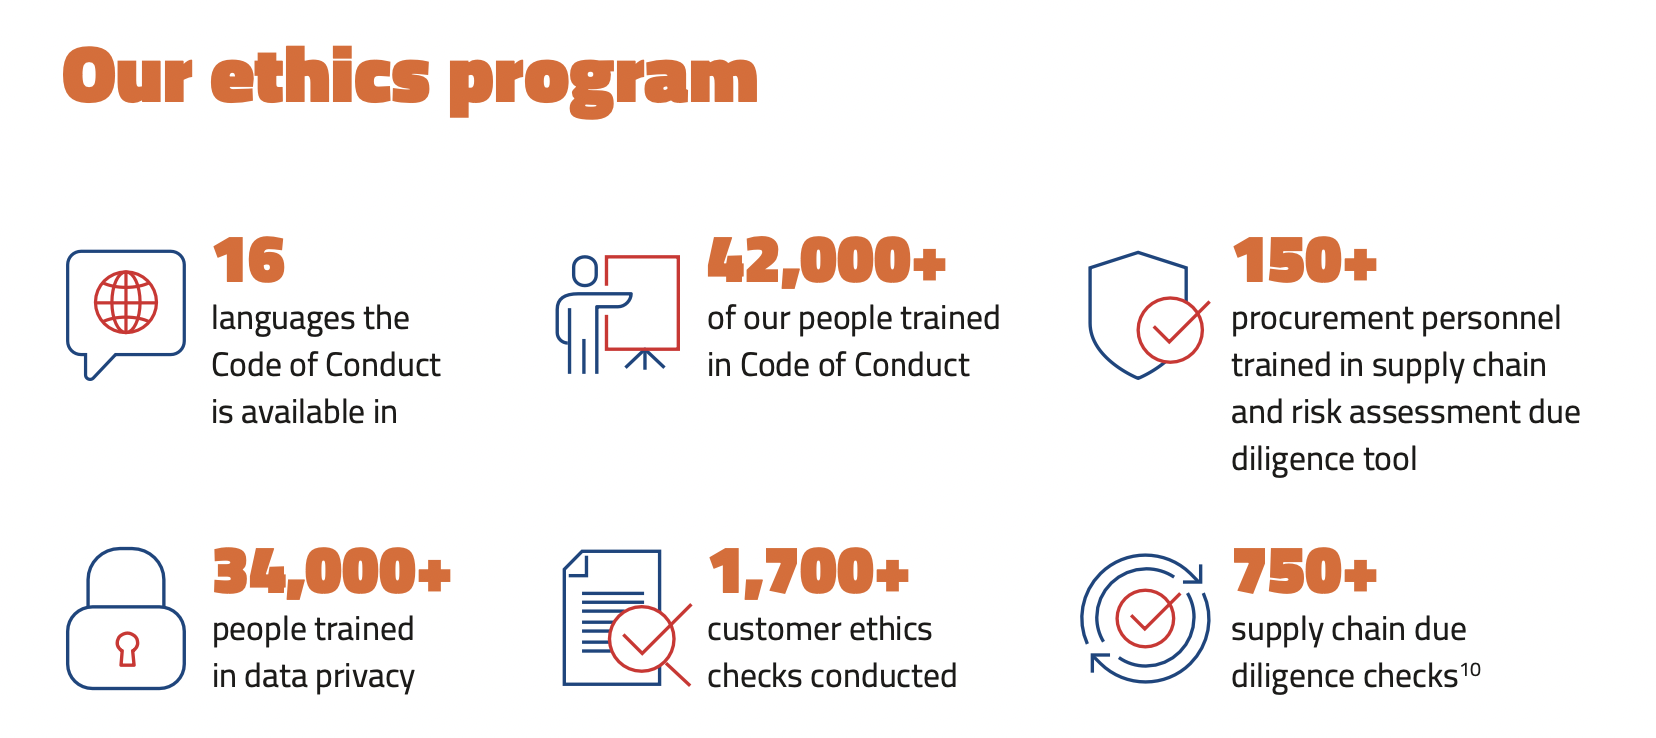 Our ethics program
16
languages the
Code of Conduct
is available in
42,000+
of our people trained
in Code of Conduct
150+
procurement personnel
trained in supply chain
and risk assessment due
diligence tool
34,000+
people trained
in data privacy
1,700+
customer ethics
checks conducted
750+
supply chain due
diligence checks¹⁰